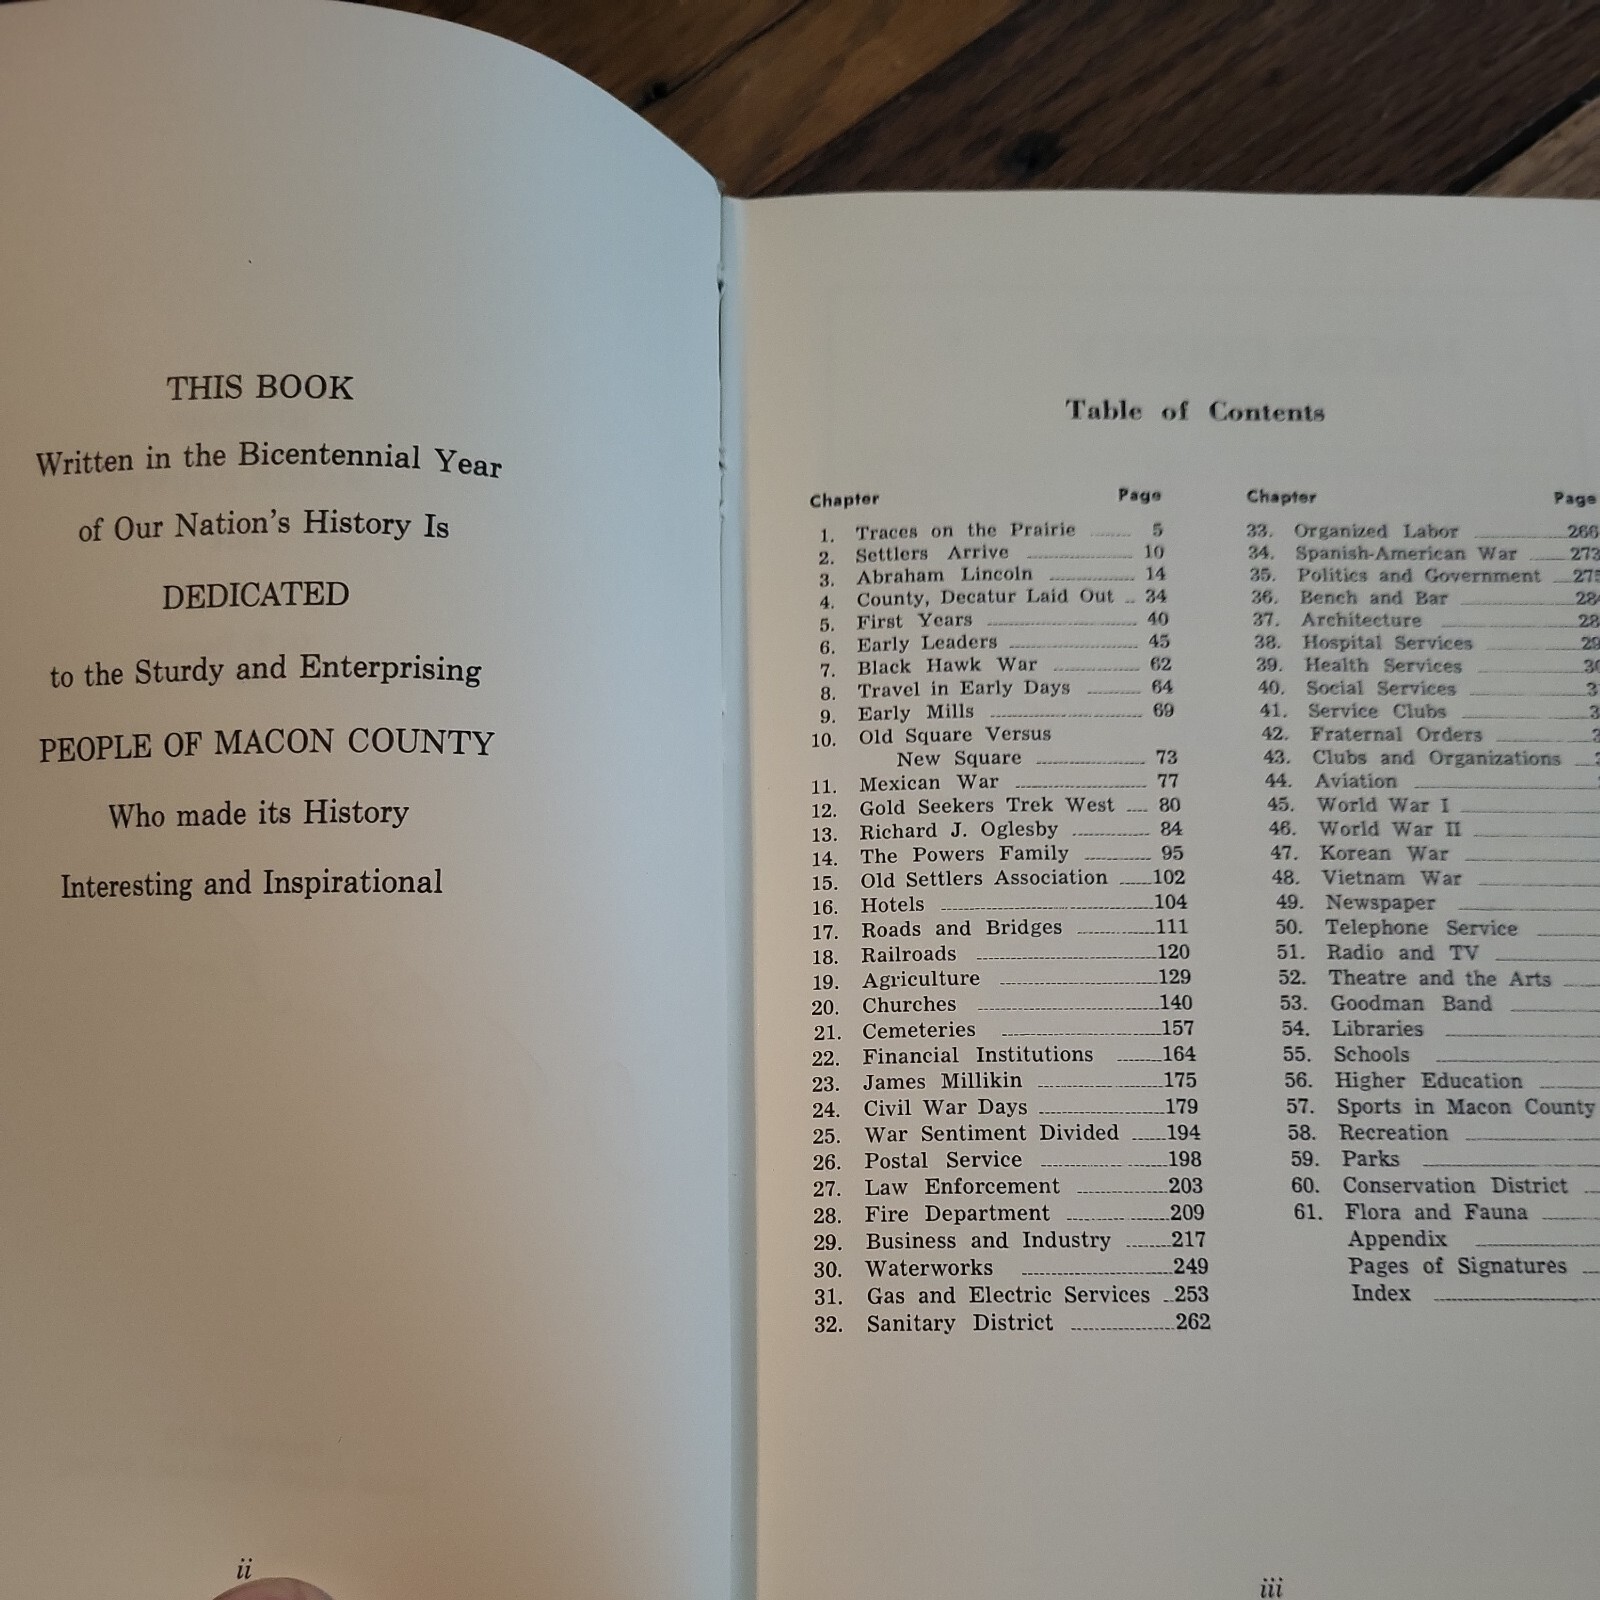 THIS BOOK
Written in the Bicentennial Year
of Our Nation's History Is
DEDICATED
to the Sturdy and Enterprising
PEOPLE OF MACON COUNTY
Who made its History
Interesting and Inspirational
ii
Table of Contents
Chapter Page
1. Traces on the Prairie ........ 5
2. Settlers Arrive ........ 10
3. Abraham Lincoln ........ 14
4. County, Decatur Laid Out .. 34
5. First Years ........ 40
6. Early Leaders ........ 45
7. Black Hawk War ........ 62
8. Travel in Early Days ........ 64
9. Early Mills ........ 69
10. Old Square Versus
New Square ........ 73
11. Mexican War ........ 77
12. Gold Seekers Trek West .... 80
13. Richard J. Oglesby ........ 84
14. The Powers Family ........ 95
15. Old Settlers Association ......102
16. Hotels ........104
17. Roads and Bridges ........111
18. Railroads ........120
19. Agriculture ........129
20. Churches ........140
21. Cemeteries ........157
22. Financial Institutions ........164
23. James Millikin ........175
24. Civil War Days ........179
25. War Sentiment Divided ......194
26. Postal Service ........198
27. Law Enforcement ........203
28. Fire Department ........209
29. Business and Industry ........217
30. Waterworks ........249
31. Gas and Electric Services ..253
32. Sanitary District ........262
Chapter Page
33. Organized Labor ........266
34. Spanish-American War ......273
35. Politics and Government ....275
36. Bench and Bar ........
37. Architecture ........
38. Hospital Services ........
39. Health Services ........
40. Social Services ........
41. Service Clubs ........
42. Fraternal Orders ........
43. Clubs and Organizations ....
44. Aviation ........
45. World War I ........
46. World War II ........
47. Korean War ........
48. Vietnam War ........
49. Newspaper ........
50. Telephone Service ........
51. Radio and TV ........
52. Theatre and the Arts ......
53. Goodman Band ........
54. Libraries ........
55. Schools ........
56. Higher Education ........
57. Sports in Macon County
58. Recreation ........
59. Parks ........
60. Conservation District ....
61. Flora and Fauna ........
Appendix ........
Pages of Signatures ....
Index ........
iii